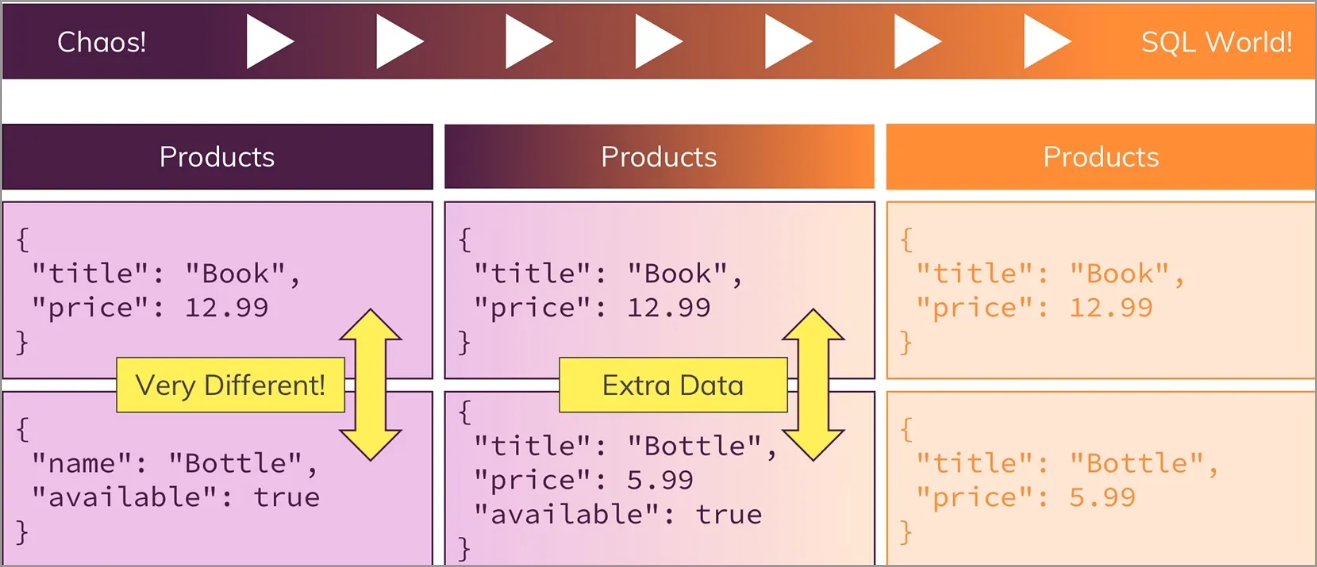 Chaos!
SQL World!
Products
{
"title": "Book",
"price": 12.99
}
Very Different!
{
"name": "Bottle",
"available": true
}
Products
{
"title": "Book",
"price": 12.99
}
Extra Data
{
"title": "Bottle",
"price": 5.99
"available": true
}
Products
{
"title": "Book",
"price": 12.99
}
{
"title": "Bottle",
"price": 5.99
}